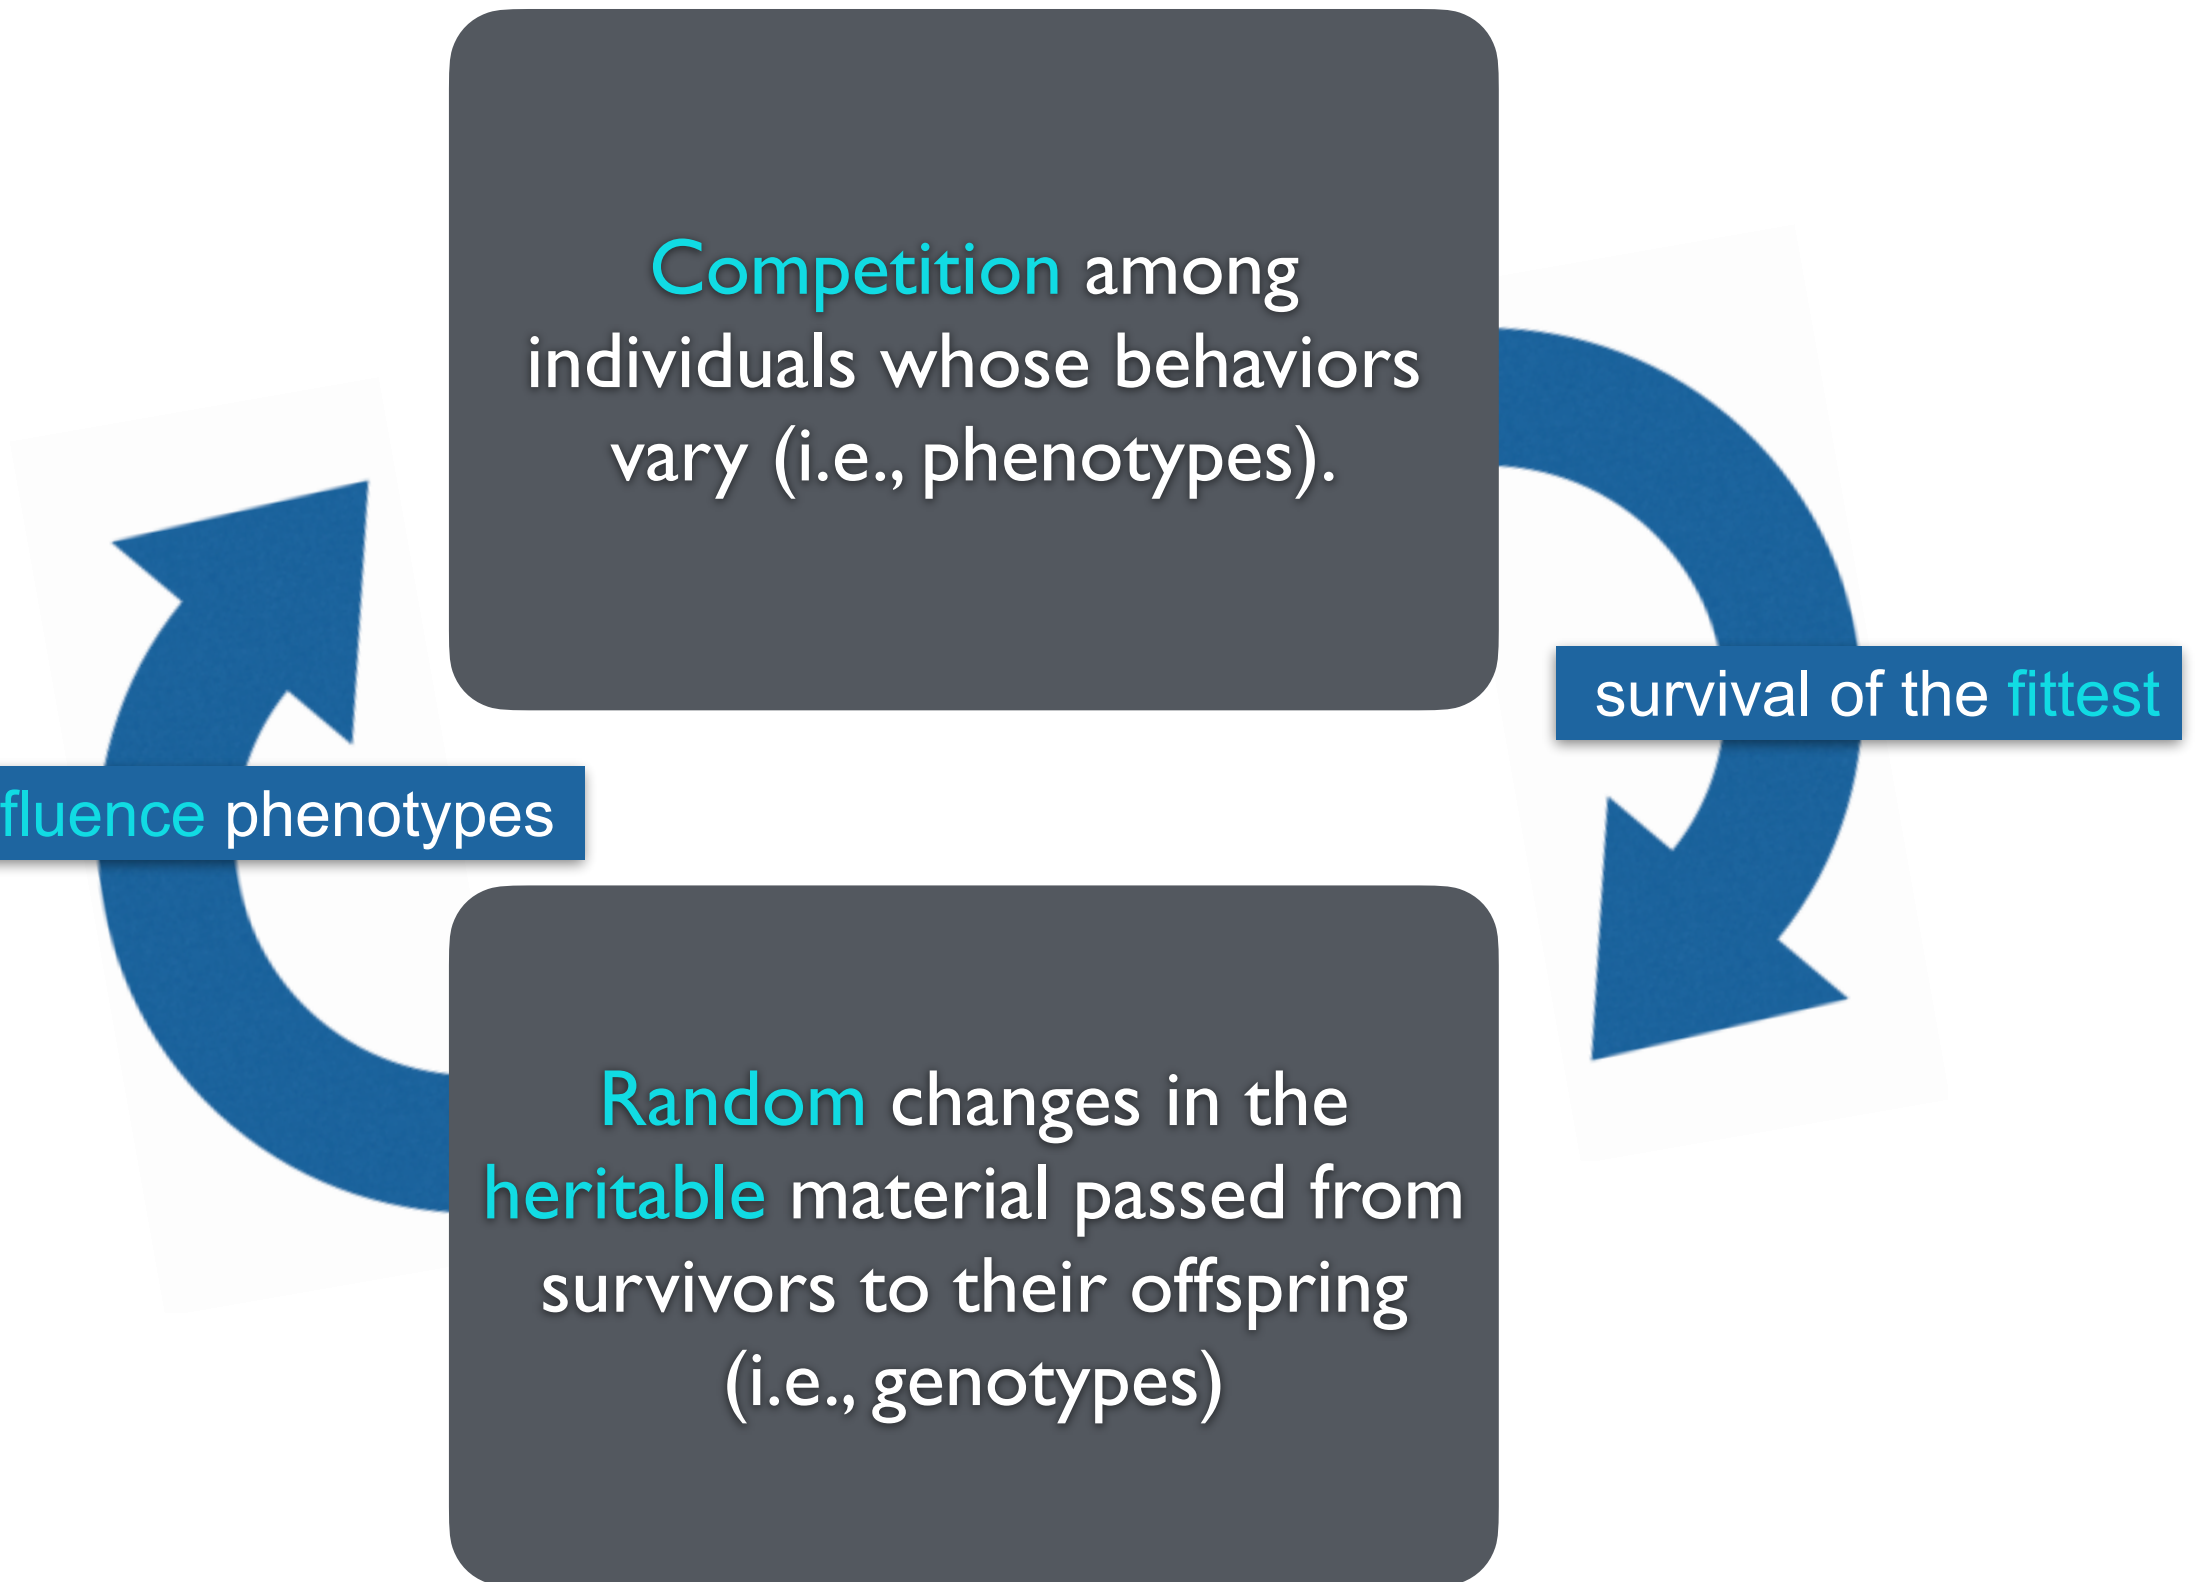 Competition among
individuals whose behaviors
vary (i.e., phenotypes).
survival of the fittest
fluence phenotypes
Random changes in the
heritable material passed from
survivors to their offspring
(i.e., genotypes)